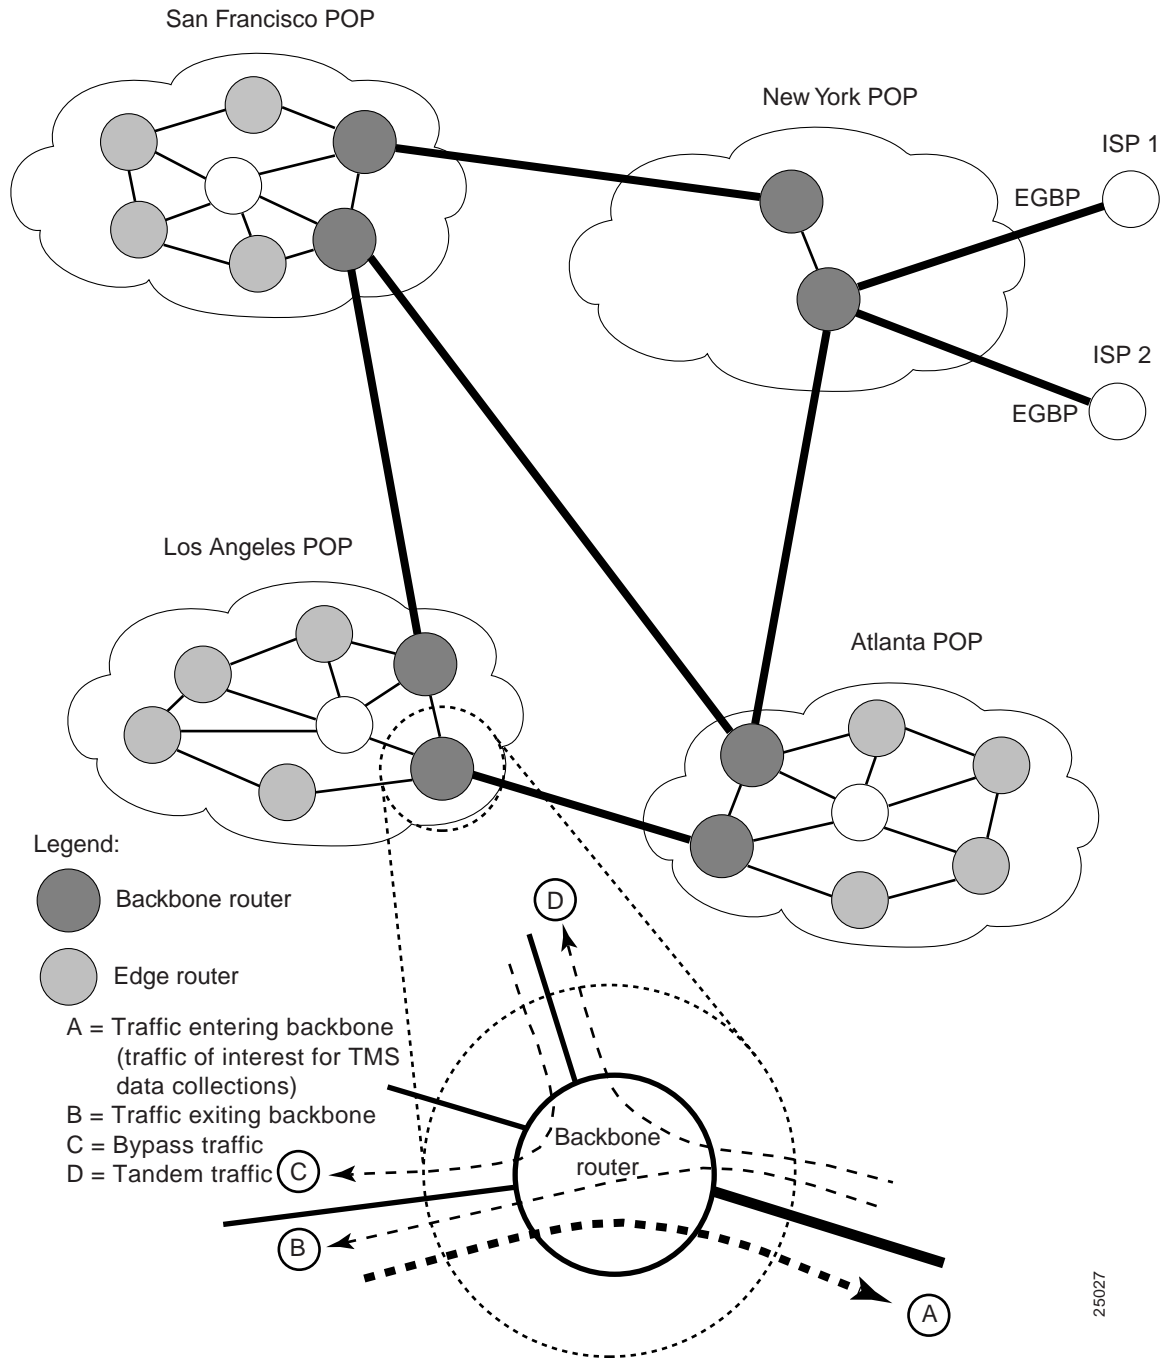 San Francisco POP
New York POP
ISP 1
EGBP
ISP 2
EGBP
Los Angeles POP
Atlanta POP
Legend:
Backbone router
Edge router
A = Traffic entering backbone
(traffic of interest for TMS
data collections)
B = Traffic exiting backbone
C = Bypass traffic
D = Tandem traffic
D
Backbone
router
C
B
A
25027